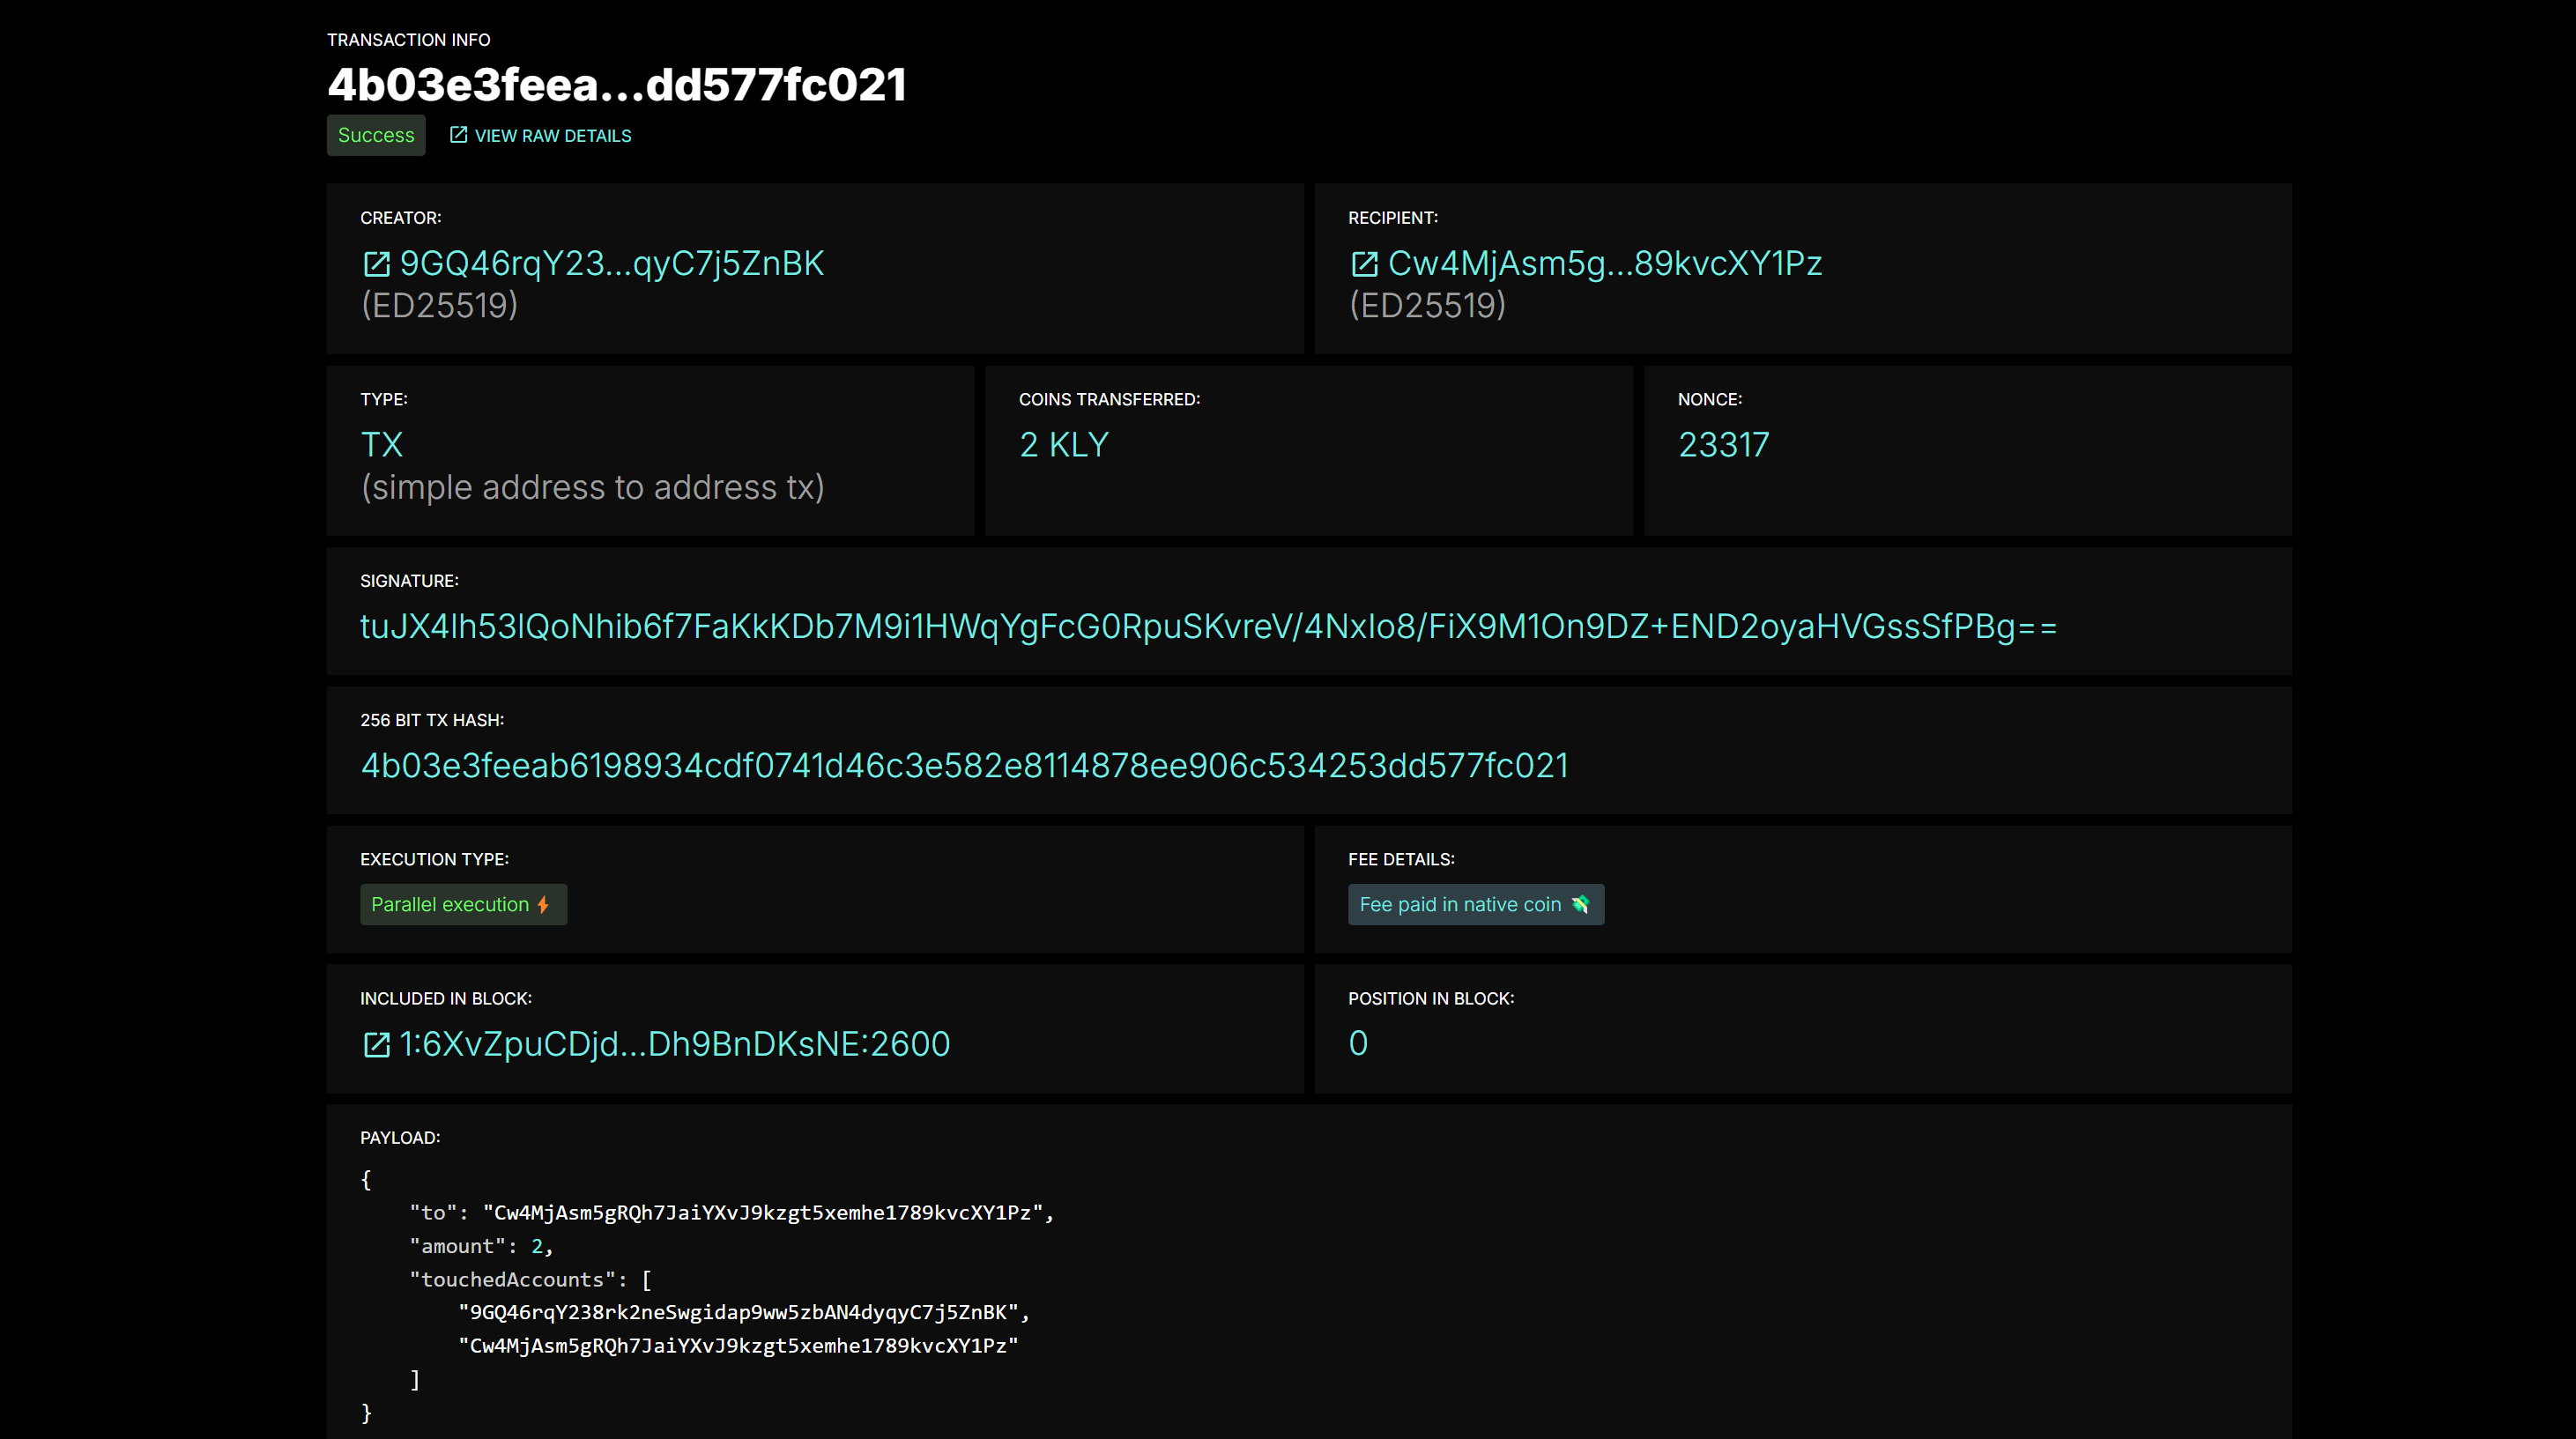 TRANSACTION INFO
4b03e3feea...dd577fc021
Success
VIEW RAW DETAILS
CREATOR:
9GQ46rqY23...qyC7j5ZnBK
(ED25519)
RECIPIENT:
Cw4MjAsm5g...89kvcXY1Pz
(ED25519)
TYPE:
TX
(simple address to address tx)
COINS TRANSFERRED:
2 KLY
NONCE:
23317
SIGNATURE:
tuJX4Ih53lQoNhib6f7FaKkKDb7M9i1HWqYgFcG0RpuSKvreV/4NxIo8/FiX9M1On9DZ+END2oyaHVGssSfPBg==
256 BIT TX HASH:
4b03e3feeab6198934cdf0741d46c3e582e8114878ee906c534253dd577fc021
EXECUTION TYPE:
Parallel execution
FEE DETAILS:
Fee paid in native coin
INCLUDED IN BLOCK:
1:6XvZpuCDjd...Dh9BnDKsNE:2600
POSITION IN BLOCK:
0
PAYLOAD:
{
"to": "Cw4MjAsm5gRQh7JaiYXvJ9kzgt5xemhe1789kvcXY1Pz",
"amount": 2,
"touchedAccounts": [
"9GQ46rqY238rk2neSwgidap9ww5zbAN4dyqyC7j5ZnBK",
"Cw4MjAsm5gRQh7JaiYXvJ9kzgt5xemhe1789kvcXY1Pz"
]
}